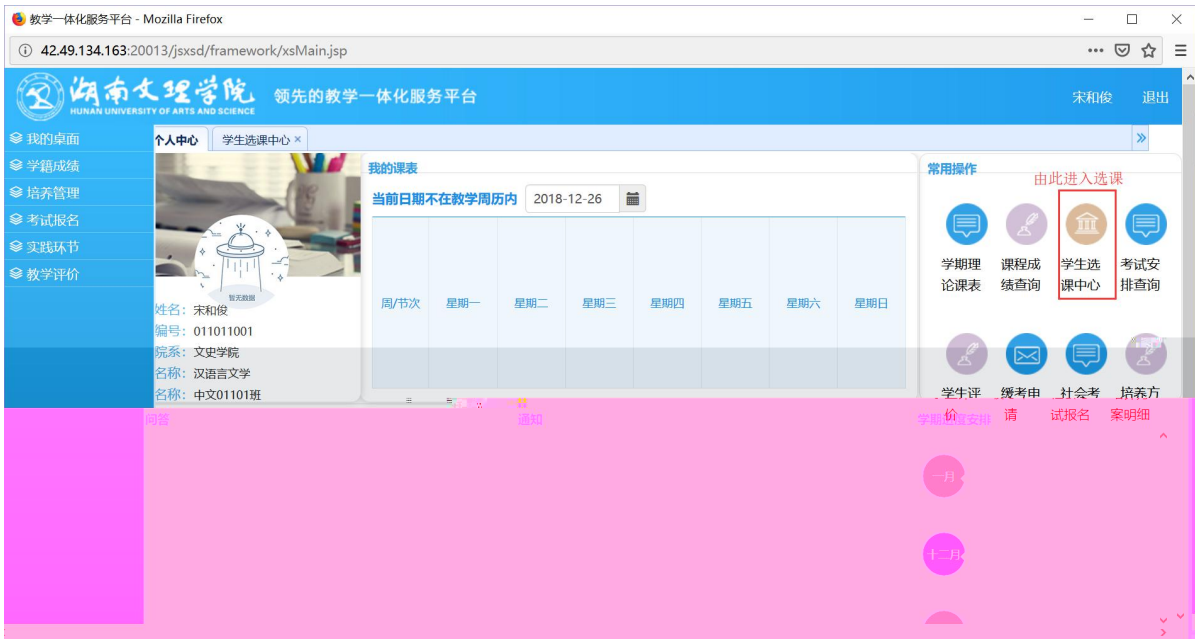 教学一体化服务平台 - Mozilla Firefox
42.49.134.163:20013/jsxsd/framework/xsMain.jsp
湖南文理学院
HUNAN UNIVERSITY OF ARTS AND SCIENCE
领先的教学一体化服务平台
宋和俊 退出
我的桌面
学籍成绩
培养管理
考试报名
实践环节
教学评价
个人中心 学生选课中心 ×
暂无数据
姓名：宋和俊
编号：011011001
院系：文史学院
名称：汉语言文学
名称：中文01101班
我的课表
当前日期不在教学周历内 2018-12-26
周/节次 星期一 星期二 星期三 星期四 星期五 星期六 星期日
常用操作
由此进入选课
学期理论课表
课程成绩查询
学生选课中心
考试安排查询
学生评价
缓考申请
社会考试报名
培养方案明细
问答
通知
学期进度安排
一月
十二月